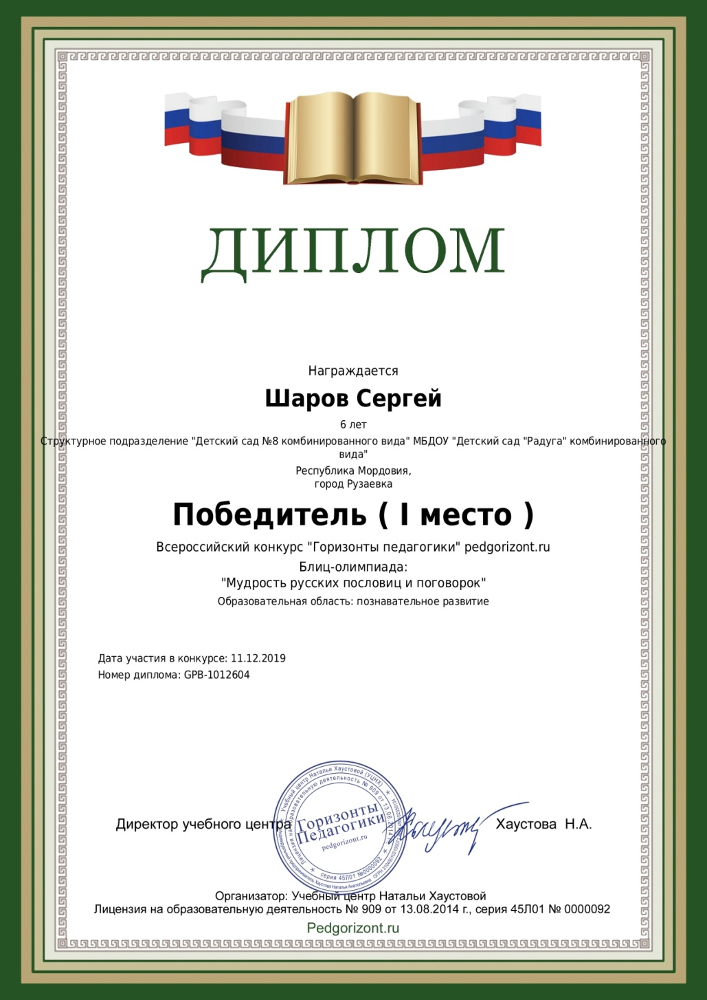 ДИПЛОМ
Награждается
Шаров Сергей
6 лет
Структурное подразделение "Детский сад №8 комбинированного вида" МБДОУ "Детский сад "Радуга" комбинированного
вида"
Республика Мордовия,
город Рузаевка
Победитель ( I место )
Всероссийский конкурс "Горизонты педагогики" pedgorizont.ru
Блиц-олимпиада:
"Мудрость русских пословиц и поговорок"
Образовательная область: познавательное развитие
Дата участия в конкурсе: 11.12.2019
Номер диплома: GPB-1012604
Учебный центр Натальи Хаустовой (УЦНХ)
Лицензия на образовательную деятельность № 909 от 13.08.2014 г.
серия 45Л01 №0000092
Индивидуальный предприниматель Хаустова Наталья Анатольевна
Горизонты
Педагогики
pedgorizont.ru
Директор учебного центра Хаустова Н.А.
Организатор: Учебный центр Натальи Хаустовой
Лицензия на образовательную деятельность № 909 от 13.08.2014 г., серия 45Л01 № 0000092
Pedgorizont.ru